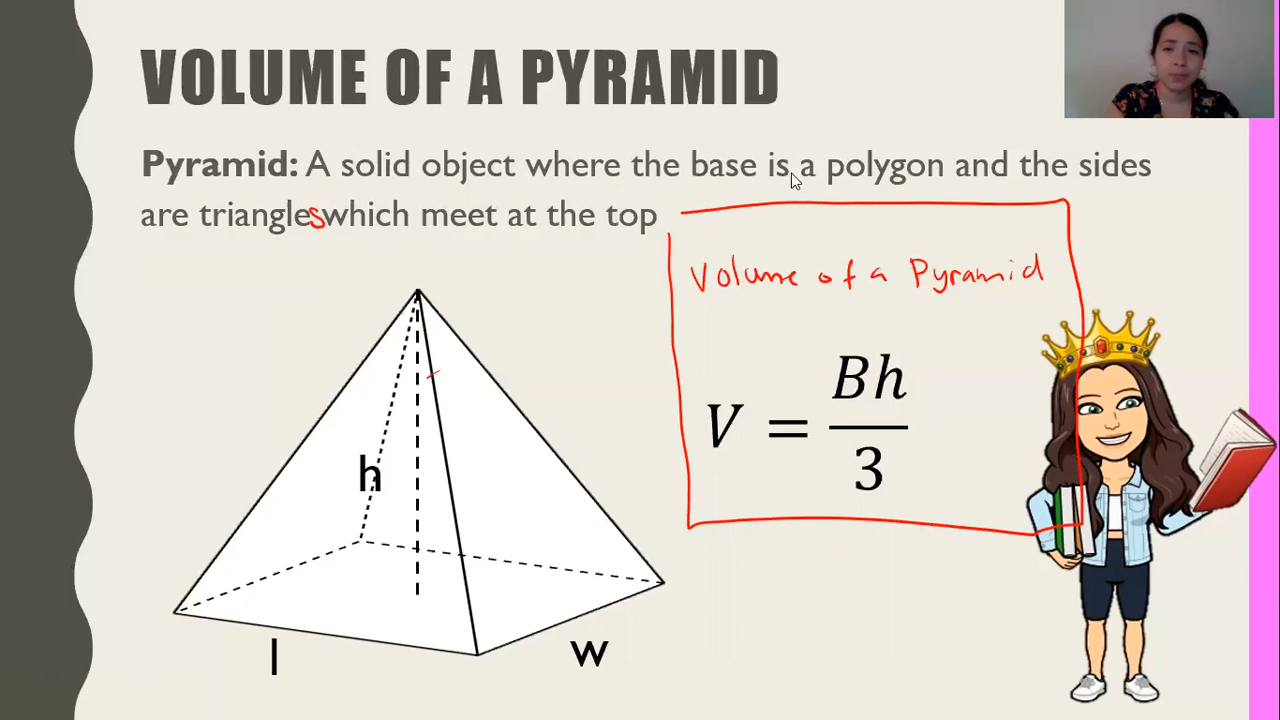 VOLUME OF A PYRAMID
Pyramid: A solid object where the base is a polygon and the sides
are triangles which meet at the top
Volume of a Pyramid
V = Bh/3
h
l
w